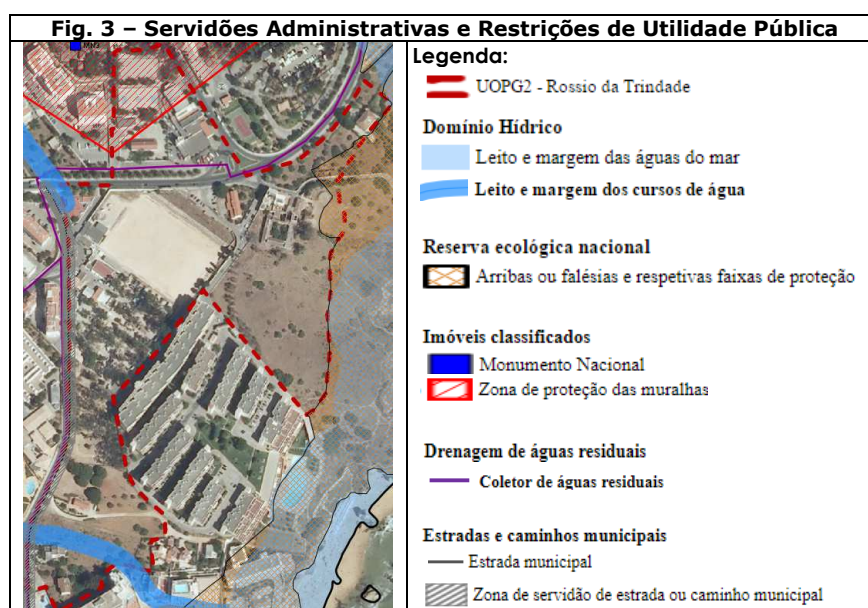 Fig. 3 – Servidões Administrativas e Restrições de Utilidade Pública
Legenda:
UOPG2 - Rossio da Trindade
Domínio Hídrico
Leito e margem das águas do mar
Leito e margem dos cursos de água
Reserva ecológica nacional
Arribas ou falésias e respetivas faixas de proteção
Imóveis classificados
Monumento Nacional
Zona de proteção das muralhas
Drenagem de águas residuais
Coletor de águas residuais
Estradas e caminhos municipais
Estrada municipal
Zona de servidão de estrada ou caminho municipal